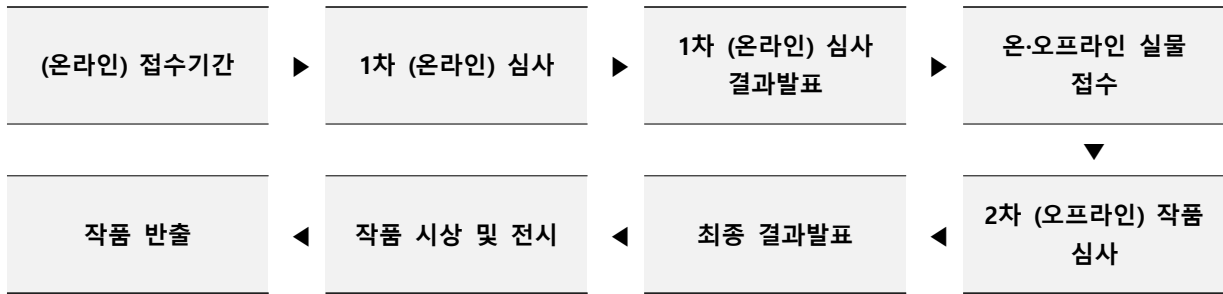 (온라인) 접수기간
▶
1차 (온라인) 심사
▶
1차 (온라인) 심사
결과발표
▶
온·오프라인 실물
접수
▼
2차 (오프라인) 작품
심사
◀
최종 결과발표
◀
작품 시상 및 전시
◀
작품 반출